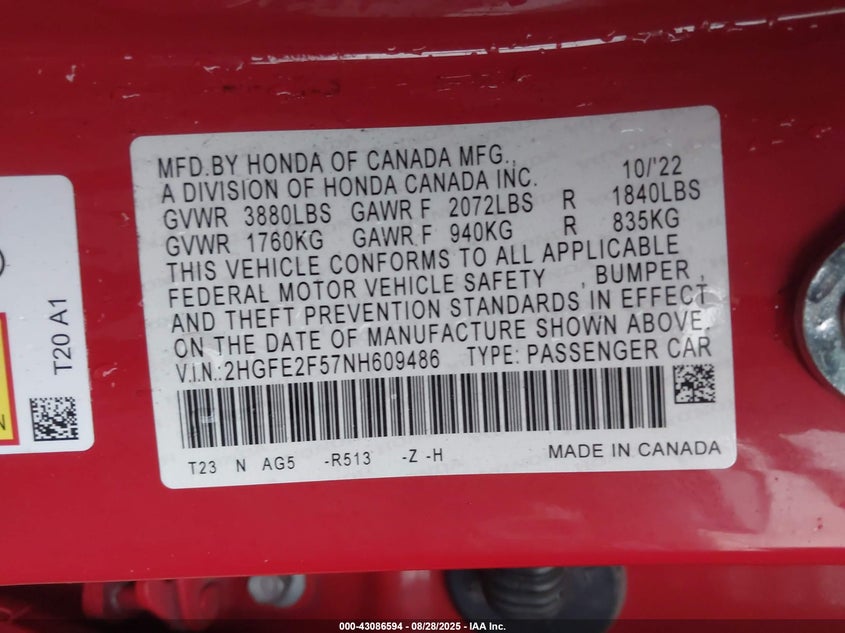 MFD.BY HONDA OF CANADA MFG., 10/'22
A DIVISION OF HONDA CANADA INC.
GVWR 3880LBS GAWR F 2072LBS R 1840LBS
GVWR 1760KG GAWR F 940KG R 835KG
THIS VEHICLE CONFORMS TO ALL APPLICABLE
FEDERAL MOTOR VEHICLE SAFETY , BUMPER ,
AND THEFT PREVENTION STANDARDS IN EFFECT
ON THE DATE OF MANUFACTURE SHOWN ABOVE.
V.I.N.:2HGFE2F57NH609486 TYPE: PASSENGER CAR
T23 N AG5 -R513 -Z -H MADE IN CANADA
T20 A1
000-43086594 - 08/28/2025 - IAA Inc.